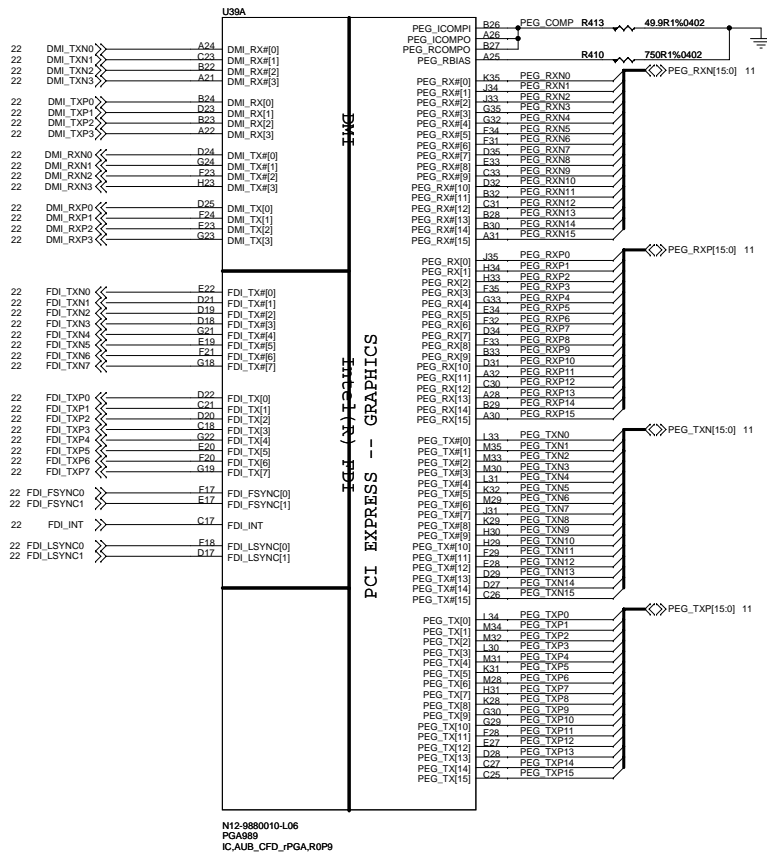 U39A
22 DMI_TXN0 A24 DMI_RX#[0]
22 DMI_TXN1 C23 DMI_RX#[1]
22 DMI_TXN2 B22 DMI_RX#[2]
22 DMI_TXN3 A21 DMI_RX#[3]
22 DMI_TXP0 B24 DMI_RX[0]
22 DMI_TXP1 D23 DMI_RX[1]
22 DMI_TXP2 B23 DMI_RX[2]
22 DMI_TXP3 A22 DMI_RX[3]
22 DMI_RXN0 D24 DMI_TX#[0]
22 DMI_RXN1 G24 DMI_TX#[1]
22 DMI_RXN2 F23 DMI_TX#[2]
22 DMI_RXN3 H23 DMI_TX#[3]
22 DMI_RXP0 D25 DMI_TX[0]
22 DMI_RXP1 F24 DMI_TX[1]
22 DMI_RXP2 E23 DMI_TX[2]
22 DMI_RXP3 G23 DMI_TX[3]
22 FDI_TXN0 E22 FDI_TX#[0]
22 FDI_TXN1 D21 FDI_TX#[1]
22 FDI_TXN2 D19 FDI_TX#[2]
22 FDI_TXN3 D18 FDI_TX#[3]
22 FDI_TXN4 G21 FDI_TX#[4]
22 FDI_TXN5 E19 FDI_TX#[5]
22 FDI_TXN6 F21 FDI_TX#[6]
22 FDI_TXN7 G18 FDI_TX#[7]
22 FDI_TXP0 D22 FDI_TX[0]
22 FDI_TXP1 C21 FDI_TX[1]
22 FDI_TXP2 D20 FDI_TX[2]
22 FDI_TXP3 C18 FDI_TX[3]
22 FDI_TXP4 G22 FDI_TX[4]
22 FDI_TXP5 E20 FDI_TX[5]
22 FDI_TXP6 F20 FDI_TX[6]
22 FDI_TXP7 G19 FDI_TX[7]
22 FDI_FSYNC0 F17 FDI_FSYNC[0]
22 FDI_FSYNC1 E17 FDI_FSYNC[1]
22 FDI_INT C17 FDI_INT
22 FDI_LSYNC0 F18 FDI_LSYNC[0]
22 FDI_LSYNC1 D17 FDI_LSYNC[1]
DMI
Intel(R) FDI
PCI EXPRESS -- GRAPHICS
PEG_ICOMPI B26 PEG_COMP R413 49.9R1%0402
PEG_ICOMPO A26
PEG_RCOMPO B27
PEG_RBIAS A25 R410 750R1%0402
PEG_RXN[15:0] 11
PEG_RX#[0] K35 PEG_RXN0
PEG_RX#[1] J34 PEG_RXN1
PEG_RX#[2] J33 PEG_RXN2
PEG_RX#[3] G35 PEG_RXN3
PEG_RX#[4] G32 PEG_RXN4
PEG_RX#[5] F34 PEG_RXN5
PEG_RX#[6] F31 PEG_RXN6
PEG_RX#[7] D35 PEG_RXN7
PEG_RX#[8] E33 PEG_RXN8
PEG_RX#[9] C33 PEG_RXN9
PEG_RX#[10] D32 PEG_RXN10
PEG_RX#[11] B32 PEG_RXN11
PEG_RX#[12] C31 PEG_RXN12
PEG_RX#[13] B28 PEG_RXN13
PEG_RX#[14] B30 PEG_RXN14
PEG_RX#[15] A31 PEG_RXN15
PEG_RXP[15:0] 11
PEG_RX[0] J35 PEG_RXP0
PEG_RX[1] H34 PEG_RXP1
PEG_RX[2] H33 PEG_RXP2
PEG_RX[3] F35 PEG_RXP3
PEG_RX[4] G33 PEG_RXP4
PEG_RX[5] E34 PEG_RXP5
PEG_RX[6] F32 PEG_RXP6
PEG_RX[7] D34 PEG_RXP7
PEG_RX[8] F33 PEG_RXP8
PEG_RX[9] B33 PEG_RXP9
PEG_RX[10] D31 PEG_RXP10
PEG_RX[11] A32 PEG_RXP11
PEG_RX[12] C30 PEG_RXP12
PEG_RX[13] A28 PEG_RXP13
PEG_RX[14] B29 PEG_RXP14
PEG_RX[15] A30 PEG_RXP15
PEG_TXN[15:0] 11
PEG_TX#[0] L33 PEG_TXN0
PEG_TX#[1] M35 PEG_TXN1
PEG_TX#[2] M33 PEG_TXN2
PEG_TX#[3] M30 PEG_TXN3
PEG_TX#[4] L31 PEG_TXN4
PEG_TX#[5] K32 PEG_TXN5
PEG_TX#[6] M29 PEG_TXN6
PEG_TX#[7] J31 PEG_TXN7
PEG_TX#[8] K29 PEG_TXN8
PEG_TX#[9] H30 PEG_TXN9
PEG_TX#[10] H29 PEG_TXN10
PEG_TX#[11] F29 PEG_TXN11
PEG_TX#[12] E28 PEG_TXN12
PEG_TX#[13] D29 PEG_TXN13
PEG_TX#[14] D27 PEG_TXN14
PEG_TX#[15] C26 PEG_TXN15
PEG_TXP[15:0] 11
PEG_TX[0] L34 PEG_TXP0
PEG_TX[1] M34 PEG_TXP1
PEG_TX[2] M32 PEG_TXP2
PEG_TX[3] L30 PEG_TXP3
PEG_TX[4] M31 PEG_TXP4
PEG_TX[5] K31 PEG_TXP5
PEG_TX[6] M28 PEG_TXP6
PEG_TX[7] H31 PEG_TXP7
PEG_TX[8] K28 PEG_TXP8
PEG_TX[9] G30 PEG_TXP9
PEG_TX[10] G29 PEG_TXP10
PEG_TX[11] F28 PEG_TXP11
PEG_TX[12] E27 PEG_TXP12
PEG_TX[13] D28 PEG_TXP13
PEG_TX[14] C27 PEG_TXP14
PEG_TX[15] C25 PEG_TXP15
N12-9880010-L06
PGA989
IC,AUB_CFD_rPGA,R0P9